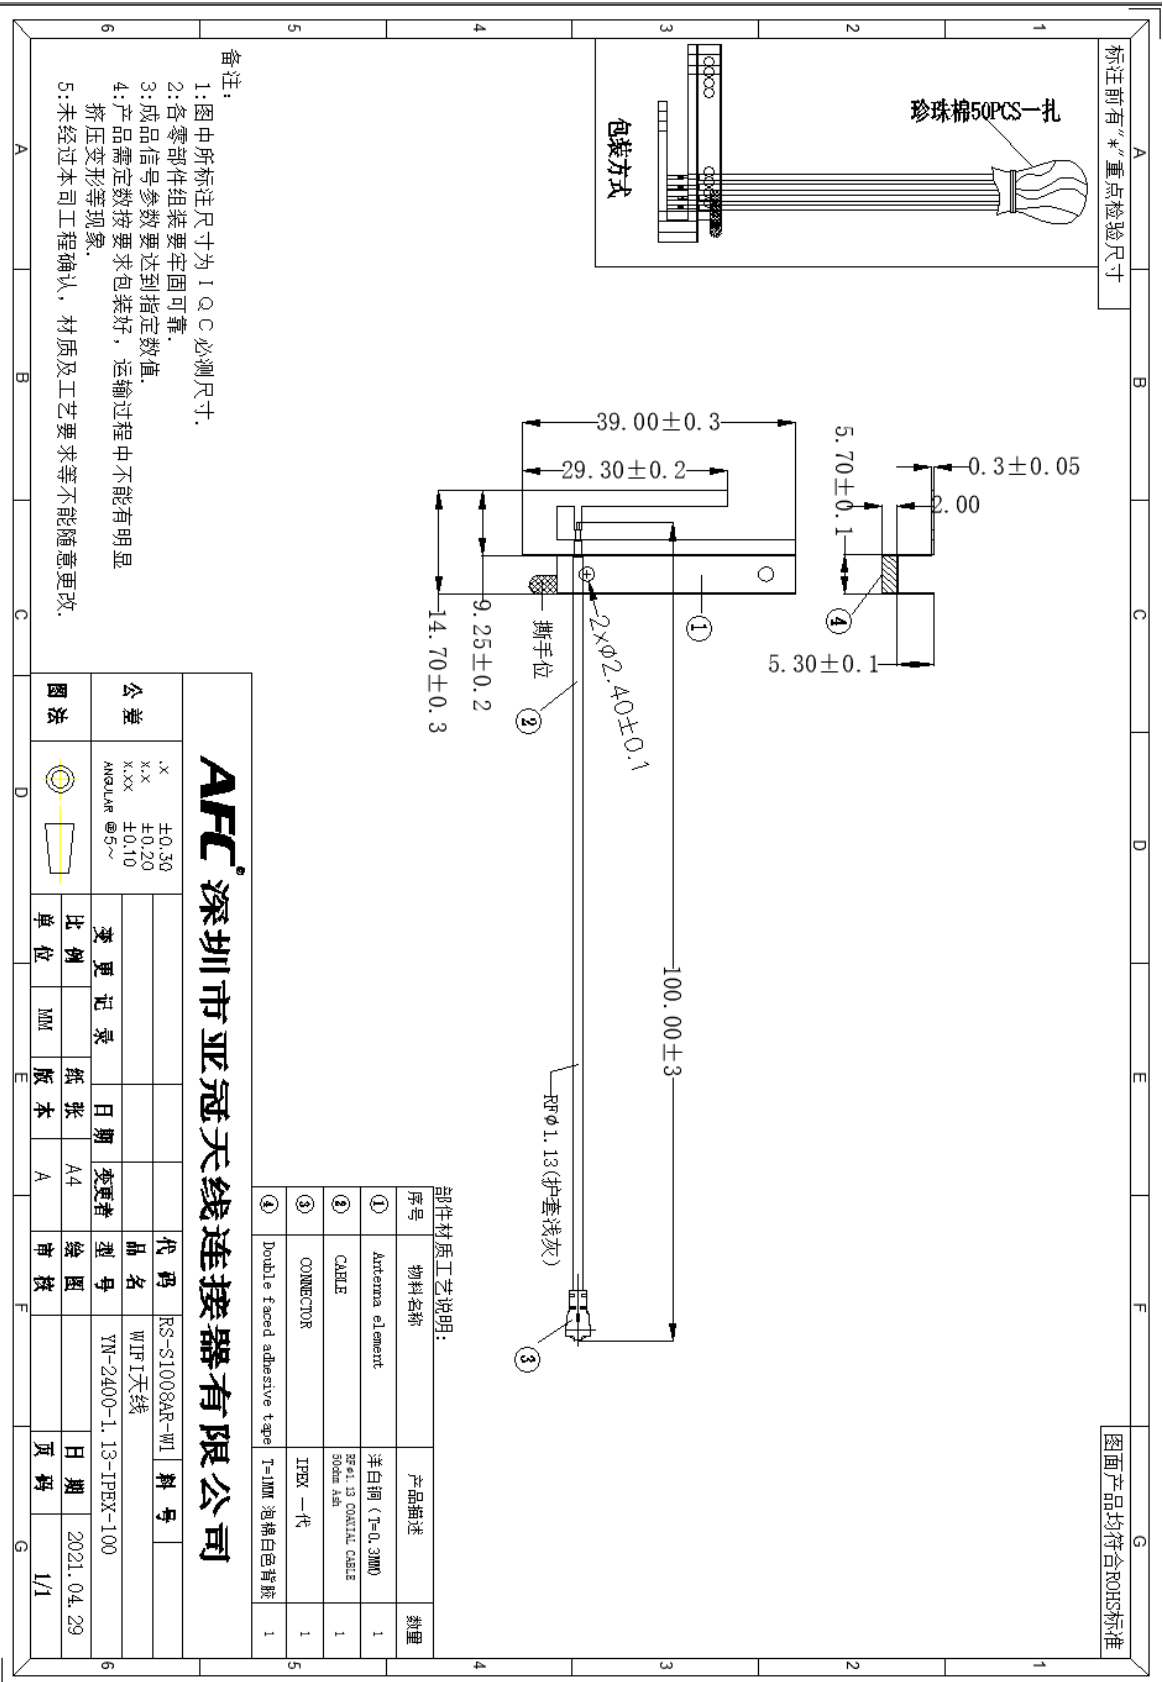 标注前有"*"重点检验尺寸
图面产品均符合ROHS标准
珍珠棉50PCS一扎
包装方式
备注:
1:图中所标注尺寸为IQC必测尺寸.
2:各零部件组装要牢固可靠.
3:成品信号参数要达到指定数值.
4:产品需定数按要求包装好，运输过程中不能有明显
挤压变形等现象.
5:未经过本司工程确认，材质及工艺要求等不能随意更改.
39.00±0.3
29.30±0.2
14.70±0.3
9.25±0.2
撕手位
2xØ2.40±0.1
100.00±3
RFφ1.13(护套浅灰)
5.70±0.1
0.3±0.05
2.00
5.30±0.1
①
②
③
④
部件材质工艺说明:
序号 物料名称 产品描述 数量
① Antenna element 洋白铜 (T=0.3MM) 1
② CABLE RFφ1.13 COAXIAL CABLE 50ohm Ash 1
③ CONNECTOR IPEX 一代 1
④ Double faced adhesive tape T=1MM 泡棉白色背胶 1
AFC® 深圳市亚冠天线连接器有限公司
公差
.X ±0.30
X.X ±0.20
X.XX ±0.10
ANGULAR @5~
图法
变更记录 日期 变更者
代码 RS-S1008AR-W1 料号
品名 WIFI天线
型号 YN-2400-1.13-IPEX-100
比例 纸张 A4 绘图 日期 2021.04.29
单位 MM 版本 A 审核 页码 1/1
A B C D E F G
A B C D E F G
1 2 3 4 5 6
1 2 3 4 5 6